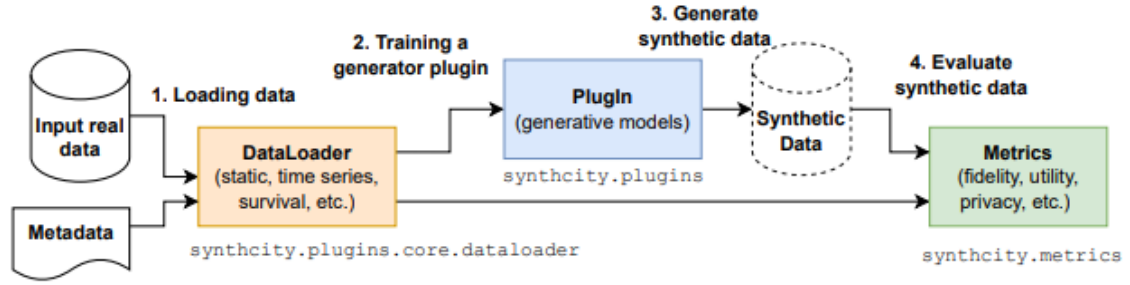 3. Generate
synthetic data
2. Training a
generator plugin
4. Evaluate
synthetic data
1. Loading data
PlugIn
(generative models)
Input real
data
Synthetic
Data
DataLoader
(static, time series,
survival, etc.)
Metrics
(fidelity, utility,
privacy, etc.)
synthcity.plugins
Metadata
synthcity.plugins.core.dataloader
synthcity.metrics